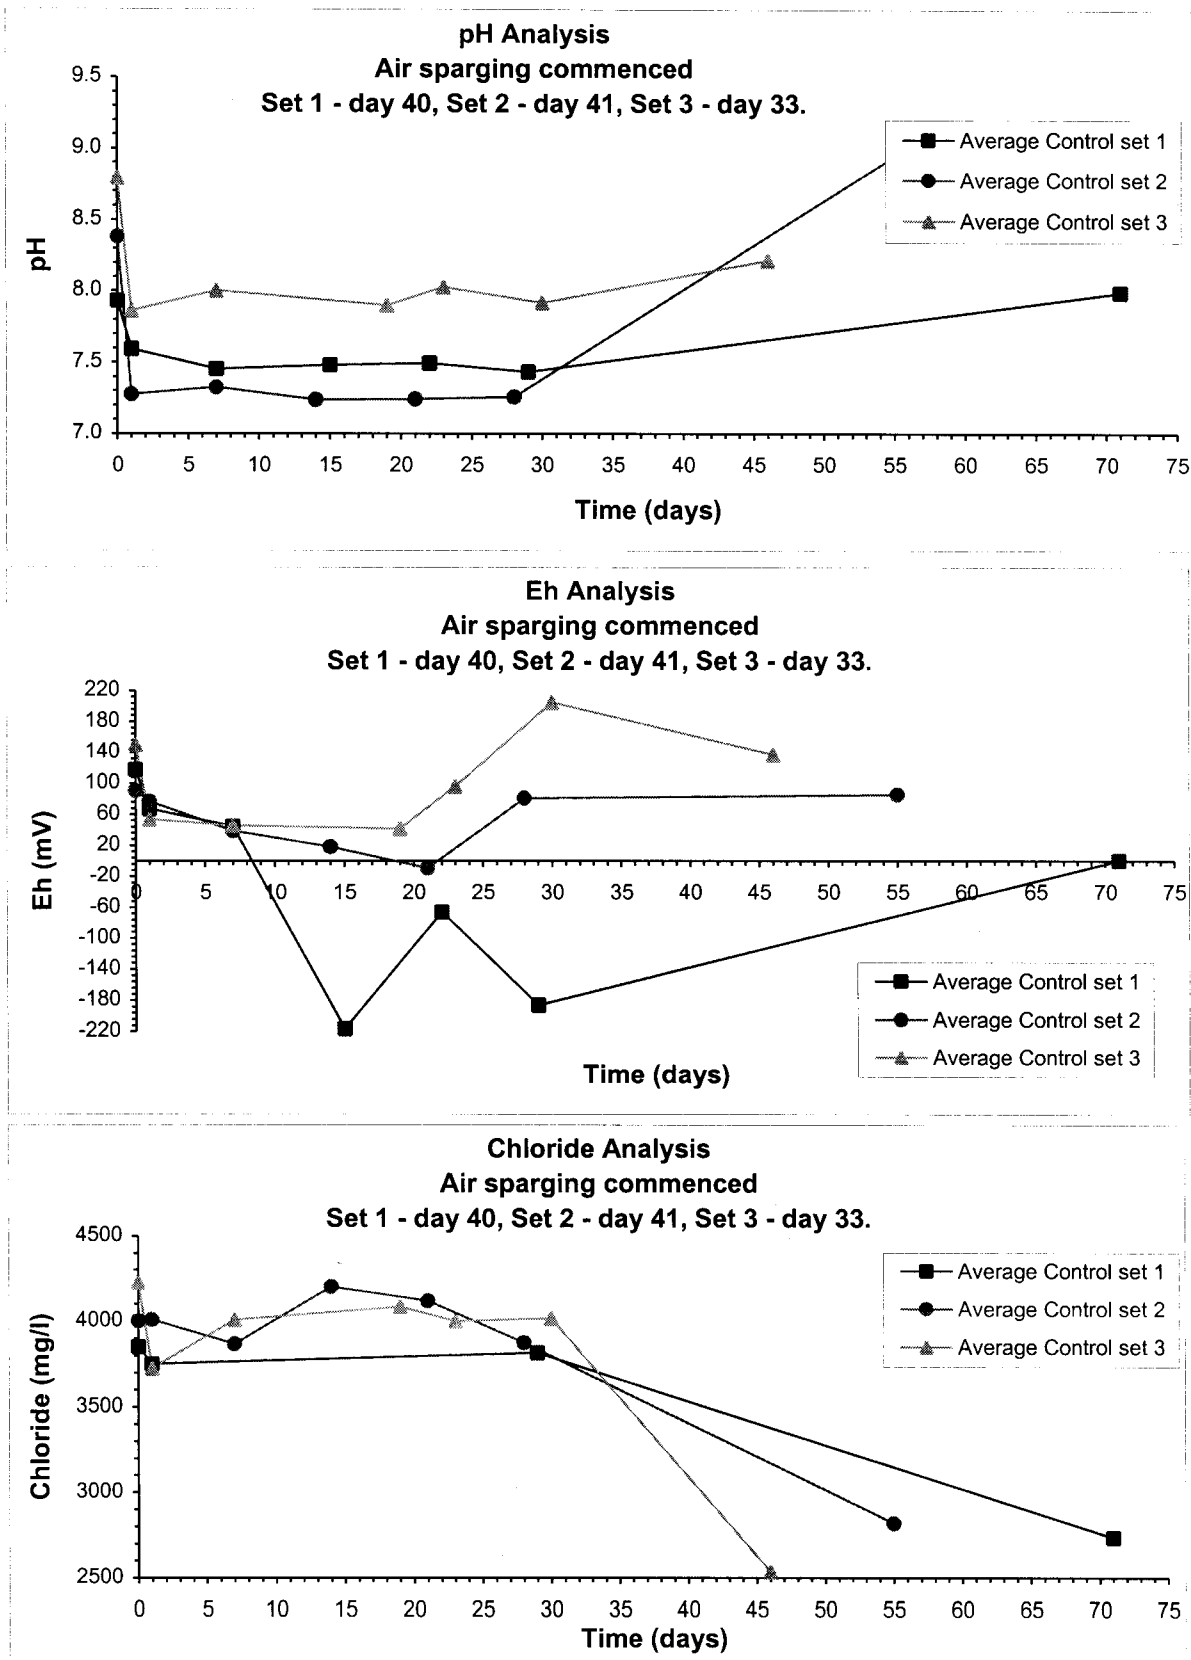 pH Analysis
Air sparging commenced
Set 1 - day 40, Set 2 - day 41, Set 3 - day 33.
9.5
9.0
8.5
8.0
7.5
7.0
pH
Average Control set 1
Average Control set 2
Average Control set 3
0 5 10 15 20 25 30 35 40 45 50 55 60 65 70 75
Time (days)
Eh Analysis
Air sparging commenced
Set 1 - day 40, Set 2 - day 41, Set 3 - day 33.
220
180
140
100
60
20
-20
-60
-100
-140
-180
-220
Eh (mV)
0 5 10 15 20 25 30 35 40 45 50 55 60 65 70 75
Average Control set 1
Average Control set 2
Average Control set 3
Time (days)
Chloride Analysis
Air sparging commenced
Set 1 - day 40, Set 2 - day 41, Set 3 - day 33.
4500
4000
3500
3000
2500
Chloride (mg/l)
Average Control set 1
Average Control set 2
Average Control set 3
0 5 10 15 20 25 30 35 40 45 50 55 60 65 70 75
Time (days)